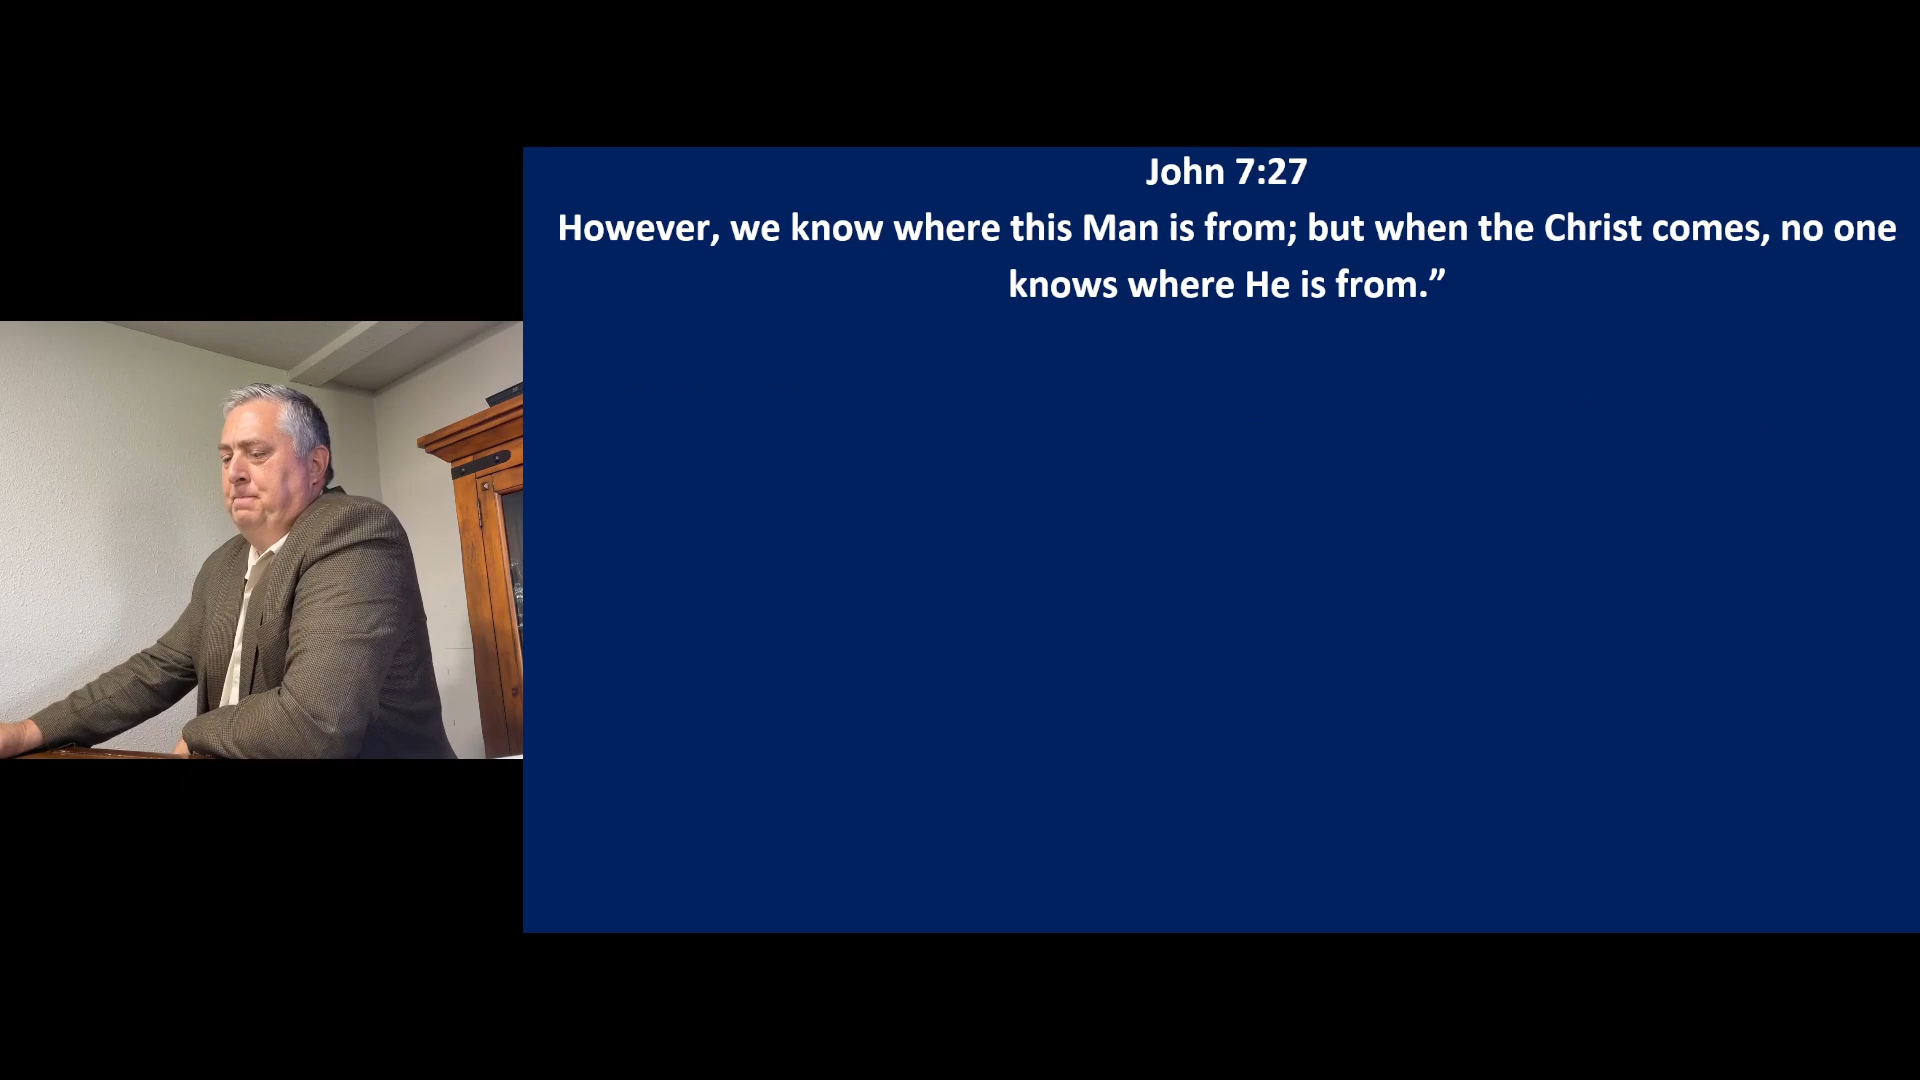 John 7:27
However, we know where this Man is from; but when the Christ comes, no one
knows where He is from.”